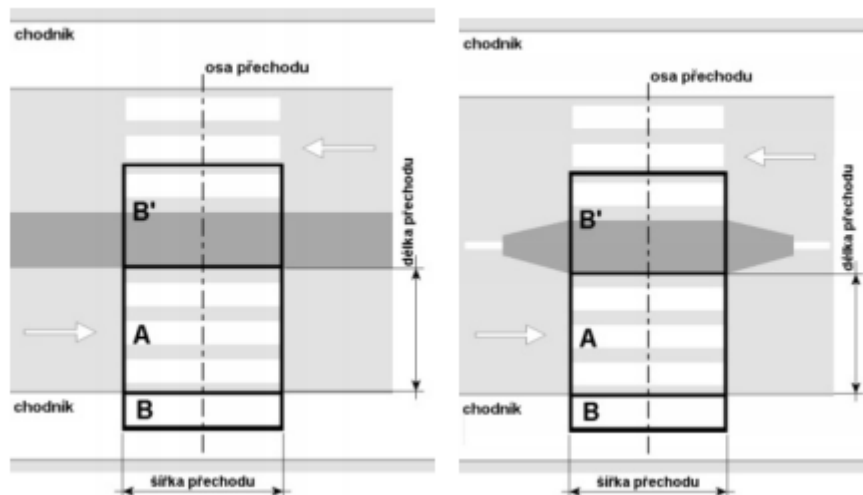 chodník
osa přechodu
B'
délka přechodu
A
chodník
B
šířka přechodu
chodník
osa přechodu
B'
délka přechodu
A
chodník
B
šířka přechodu